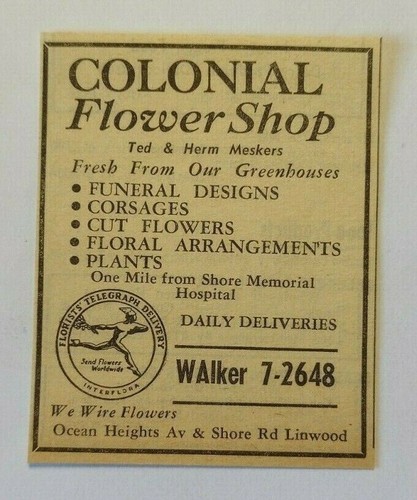 COLONIAL
Flower Shop
Ted & Herm Meskers
Fresh From Our Greenhouses
• FUNERAL DESIGNS
• CORSAGES
• CUT FLOWERS
• FLORAL ARRANGEMENTS
• PLANTS
One Mile from Shore Memorial
Hospital
FLORISTS' TELEGRAPH DELIVERY
Send Flowers
Worldwide
INTERFLORA
DAILY DELIVERIES
WAlker 7-2648
We Wire Flowers
Ocean Heights Av & Shore Rd Linwood